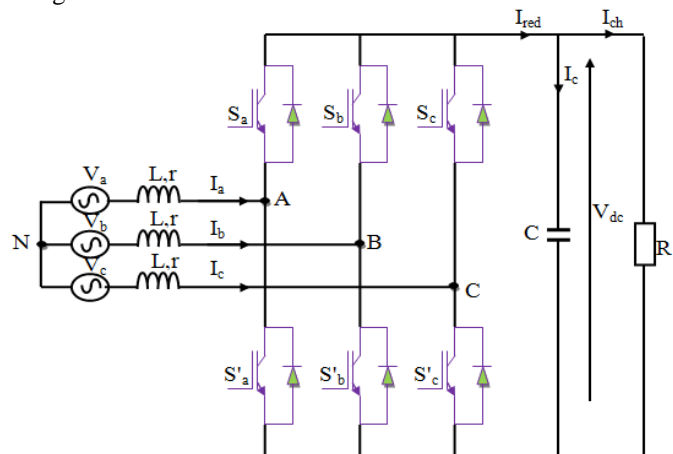 I_red I_ch
I_c
S_a S_b S_c
V_a L,r I_a A
V_b L,r I_b B
N
V_c L,r I_c C
C V_dc R
S'_a S'_b S'_c